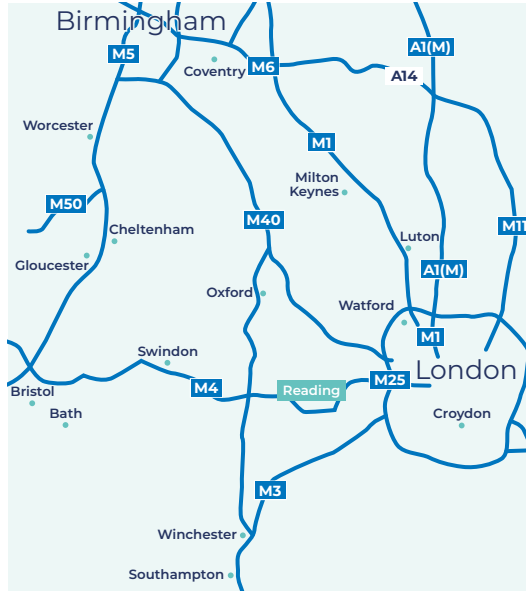 Birmingham
A1(M)
M5
M6
Coventry
A14
Worcester
M1
Milton
Keynes
M50
M40
Cheltenham
M11
Luton
Gloucester
A1(M)
Oxford
Watford
M1
Swindon
London
M25
M4
Reading
Bristol
Bath
Croydon
M3
Winchester
Southampton